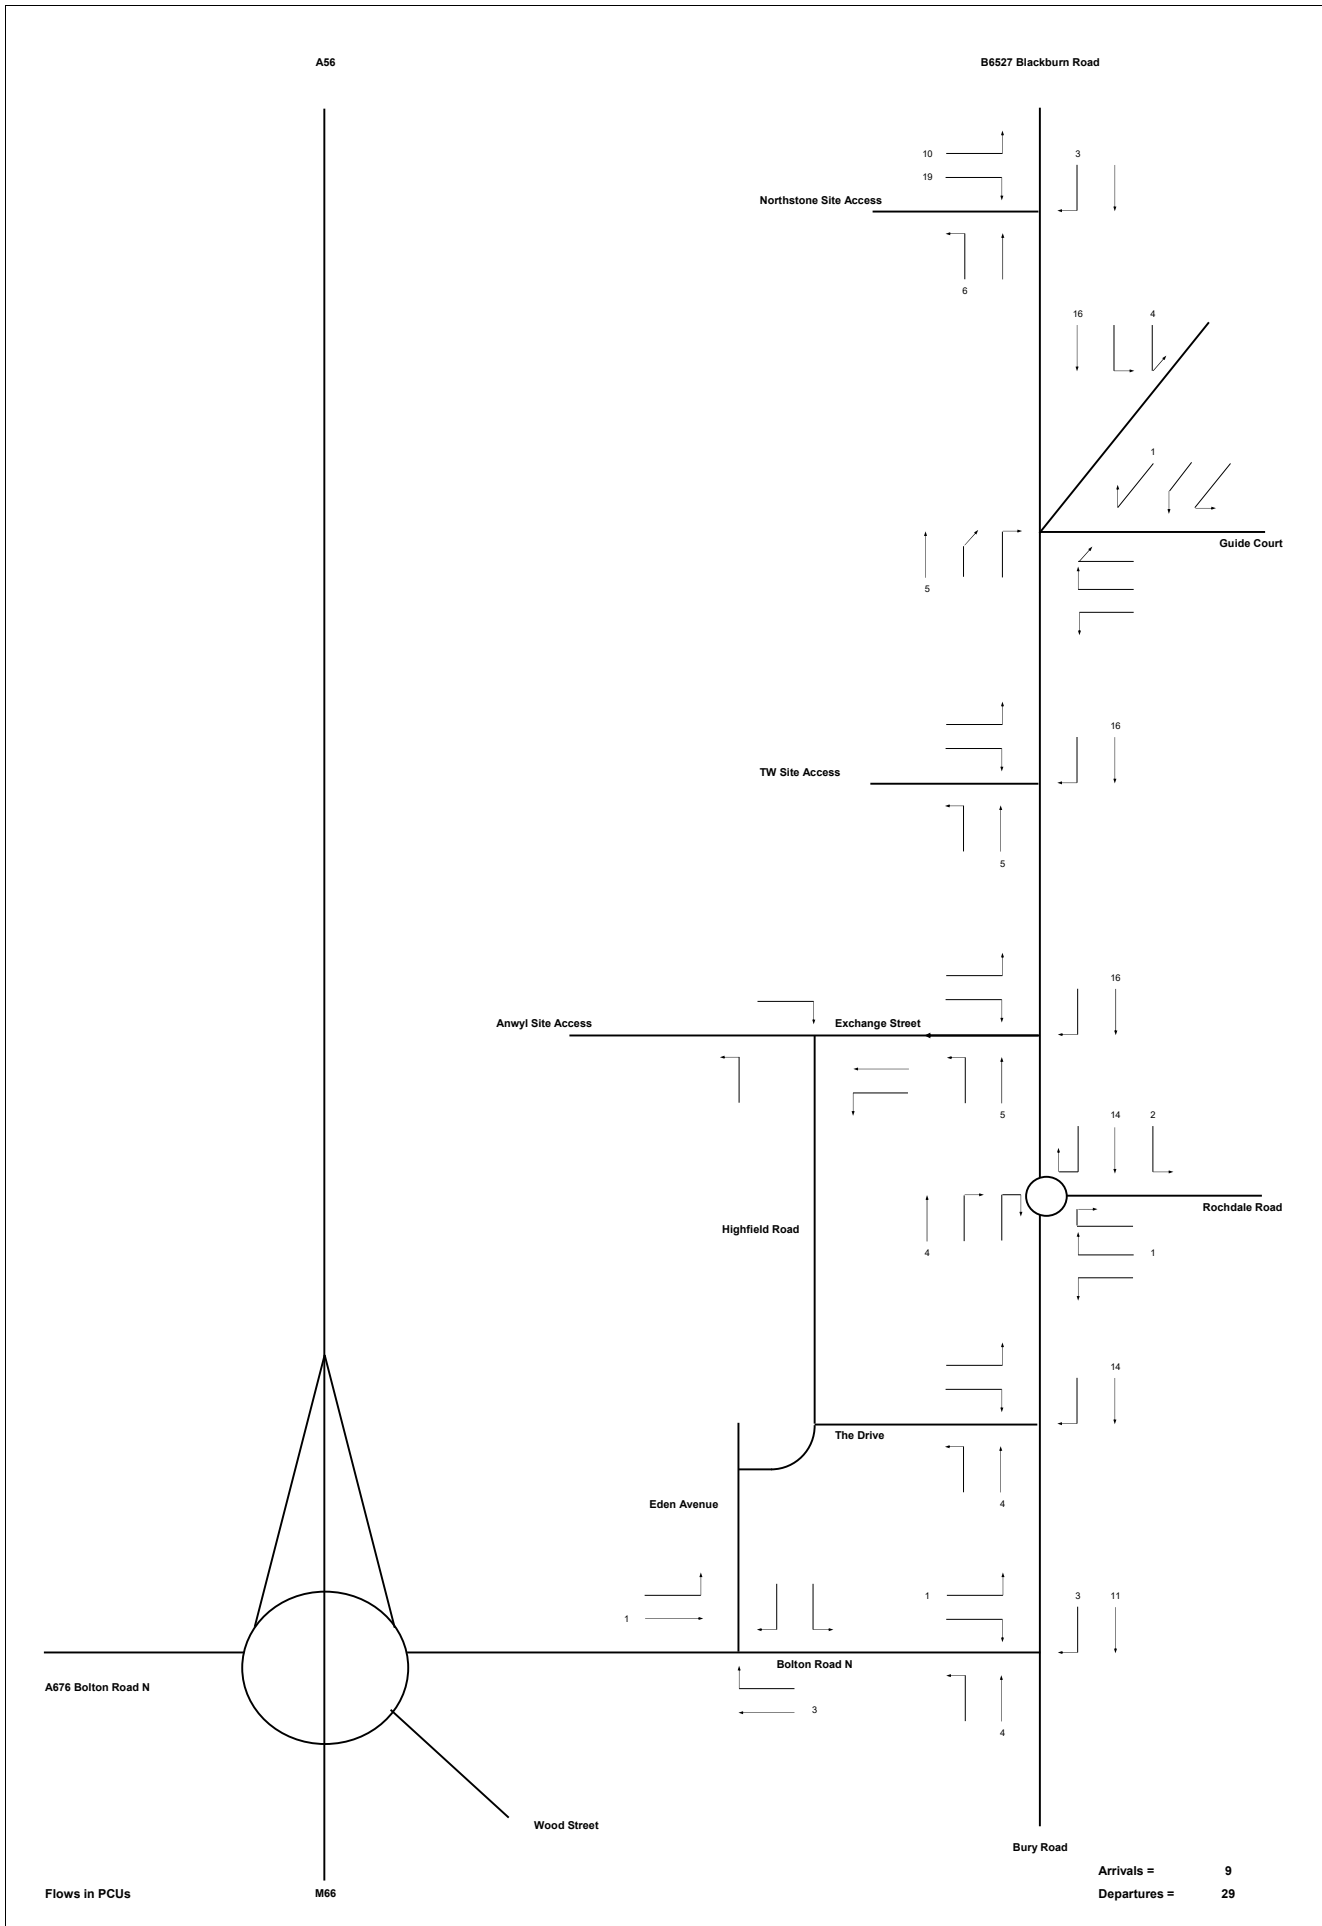 A56 B6527 Blackburn Road
10 3
19
Northstone Site Access
6
16 4
1
Guide Court
5
16
TW Site Access
5
16
Anwyl Site Access Exchange Street
5 14 2
Rochdale Road
Highfield Road
4 1
14
The Drive
Eden Avenue 4
1 3 11
1
Bolton Road N
A676 Bolton Road N
3
4
Wood Street
Bury Road
Arrivals = 9
Flows in PCUs M66 Departures = 29